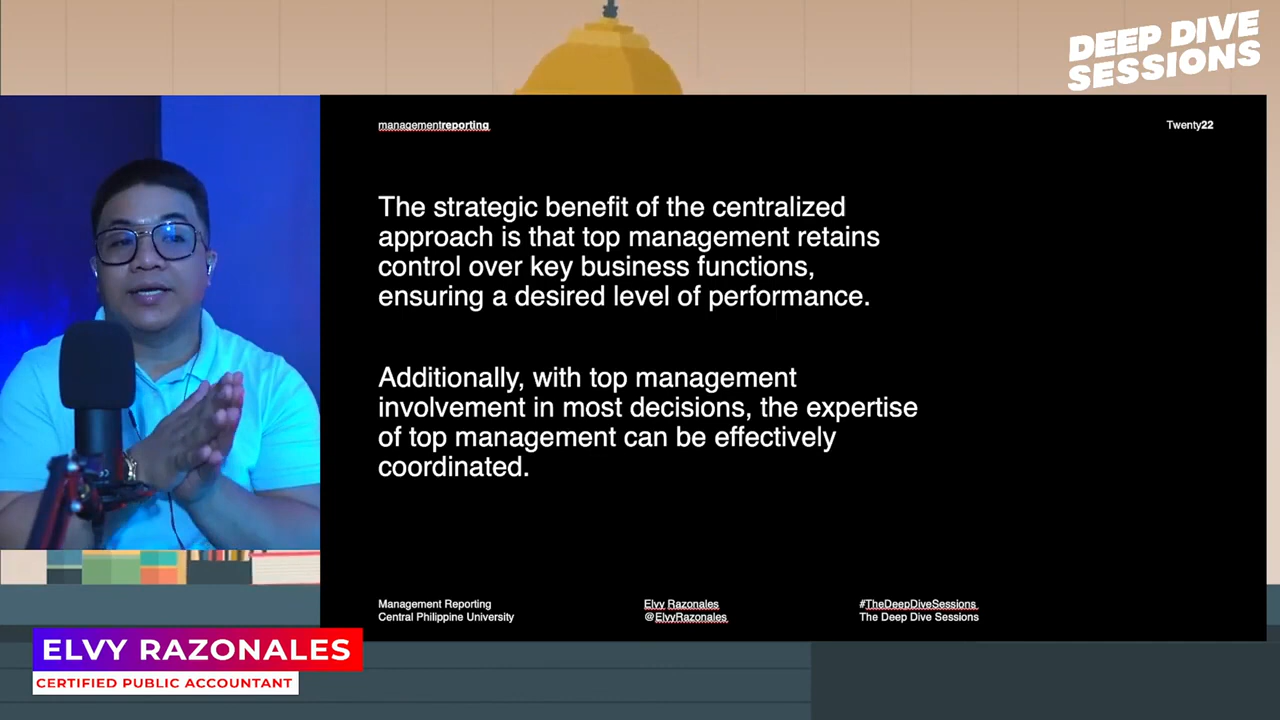 DEEP DIVE
SESSIONS
managementreporting
Twenty22
The strategic benefit of the centralized
approach is that top management retains
control over key business functions,
ensuring a desired level of performance.
Additionally, with top management
involvement in most decisions, the expertise
of top management can be effectively
coordinated.
Management Reporting
Central Philippine University
Elvy Razonales
@ElvyRazonales
#TheDeepDiveSessions
The Deep Dive Sessions
ELVY RAZONALES
CERTIFIED PUBLIC ACCOUNTANT